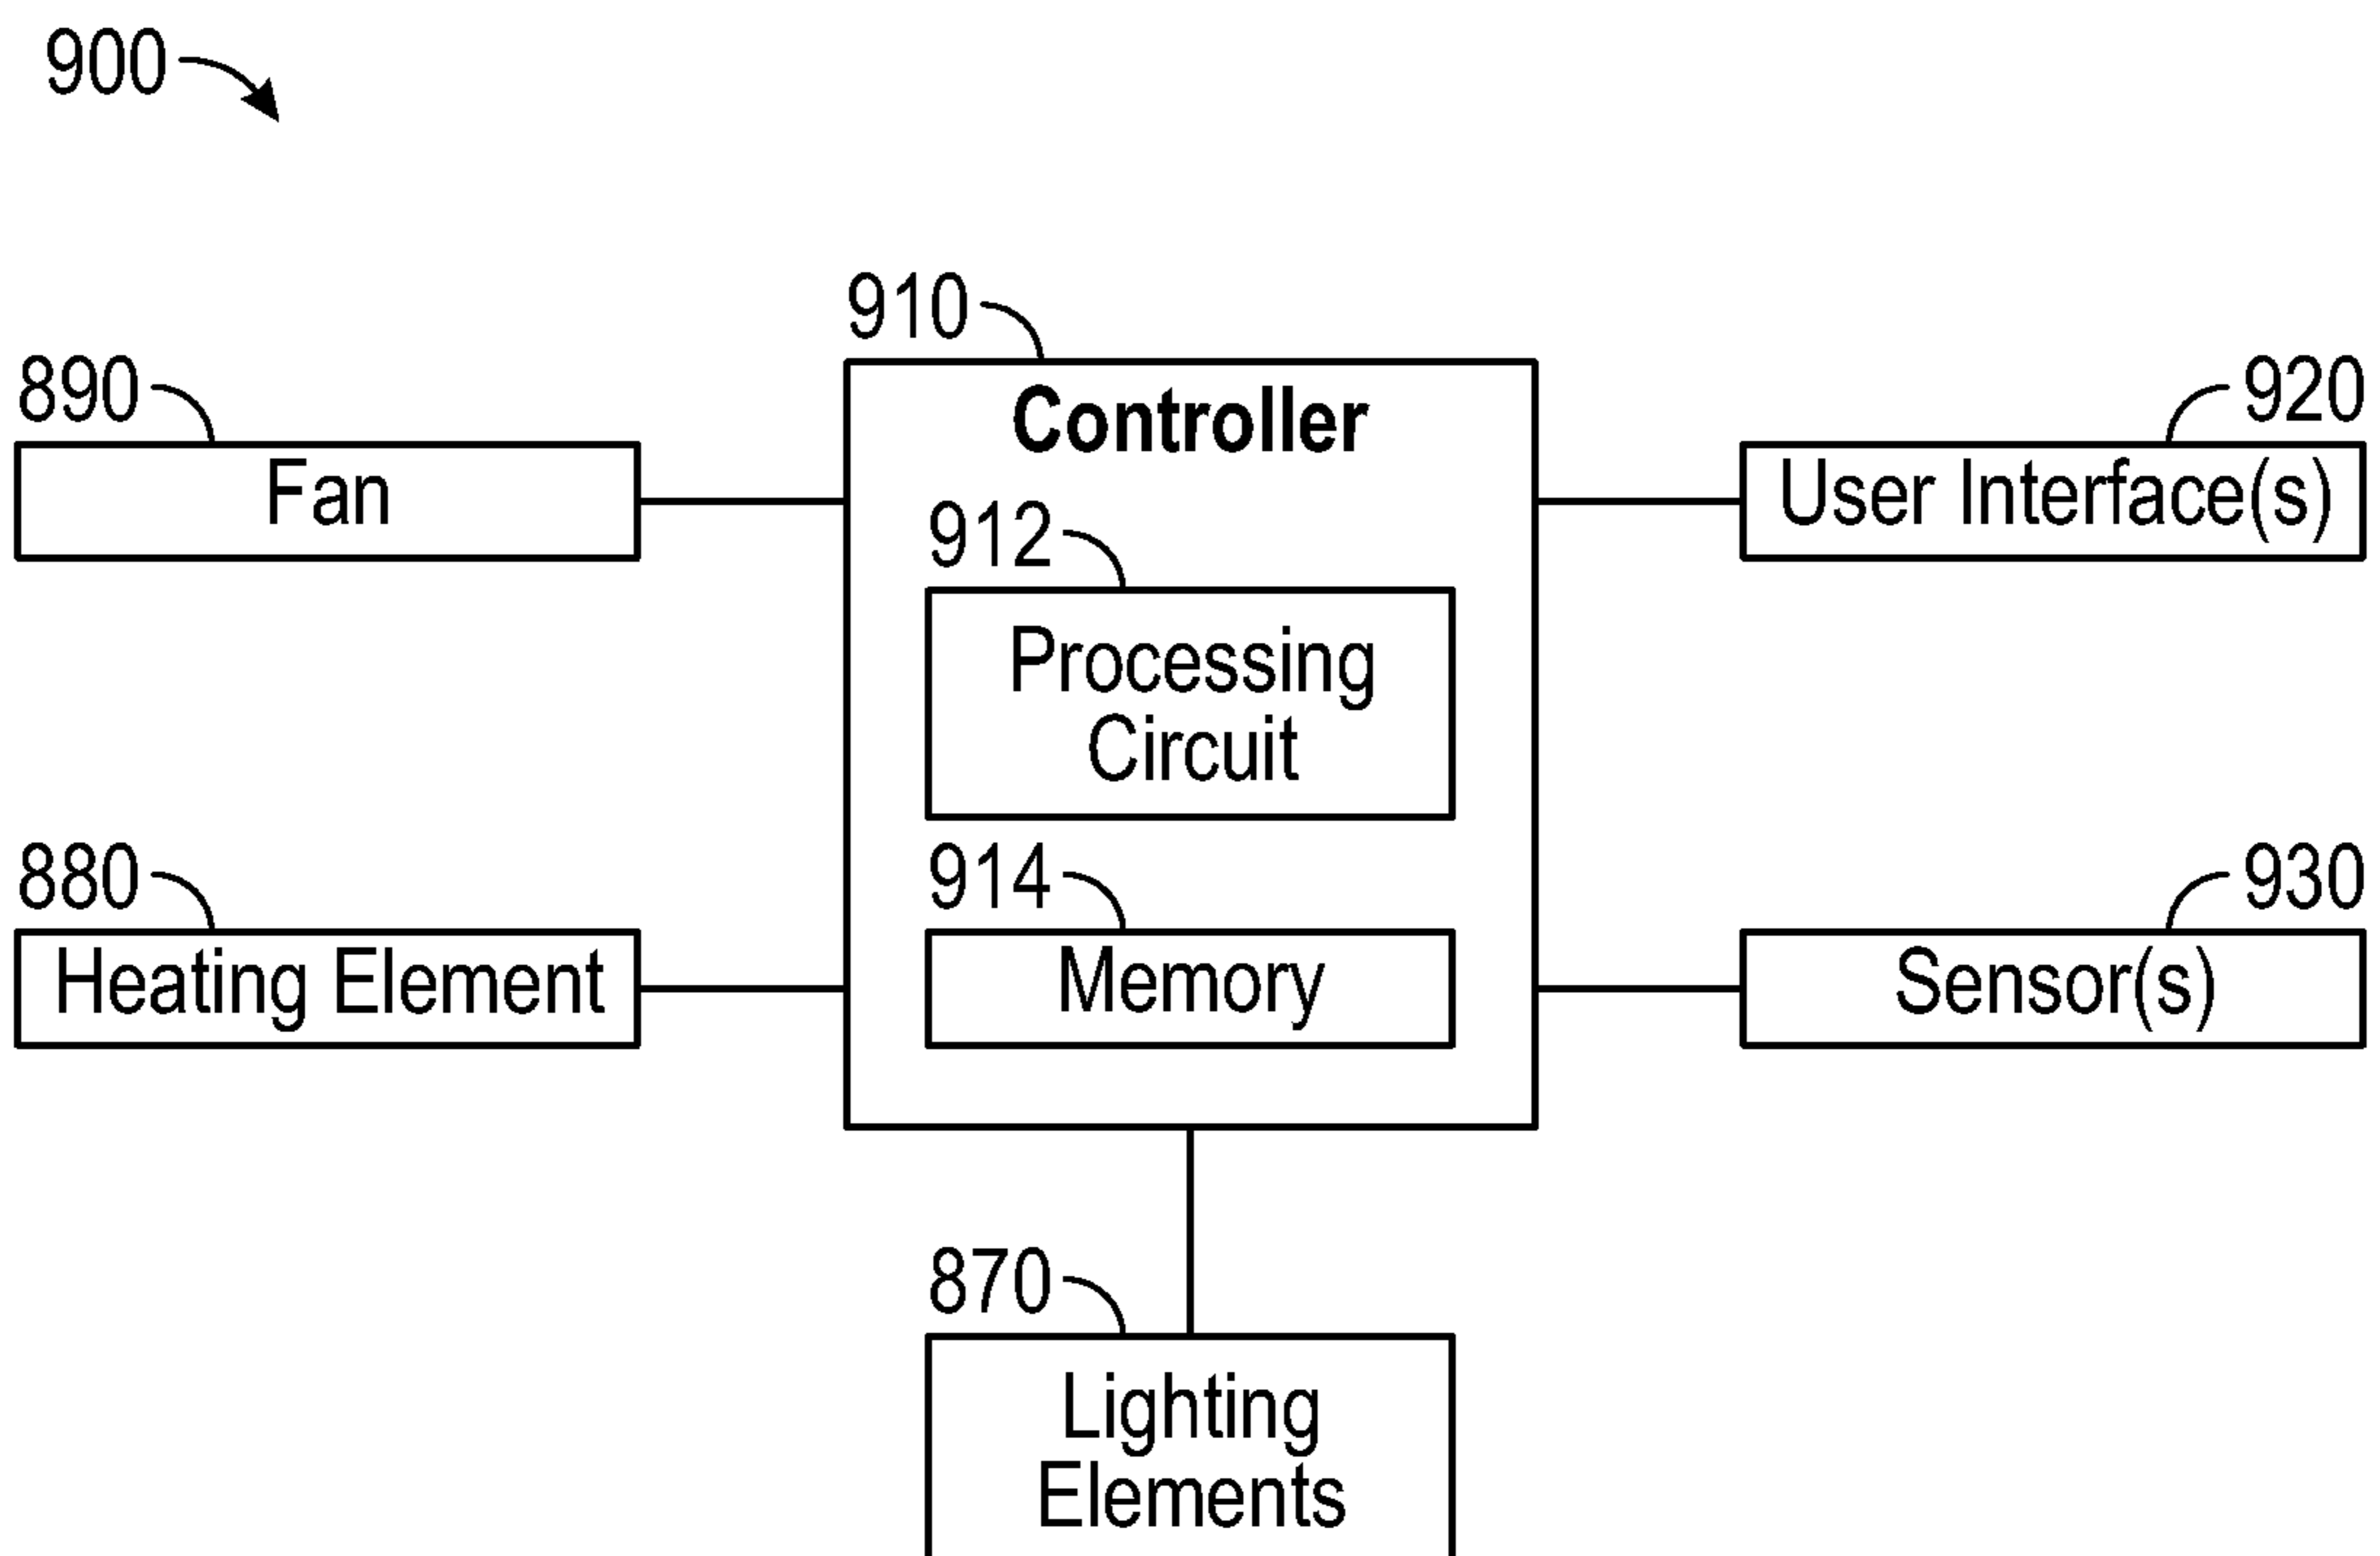 900
910
Controller
890
Fan
920
User Interface(s)
912
Processing
Circuit
880
Heating Element
914
Memory
930
Sensor(s)
870
Lighting
Elements